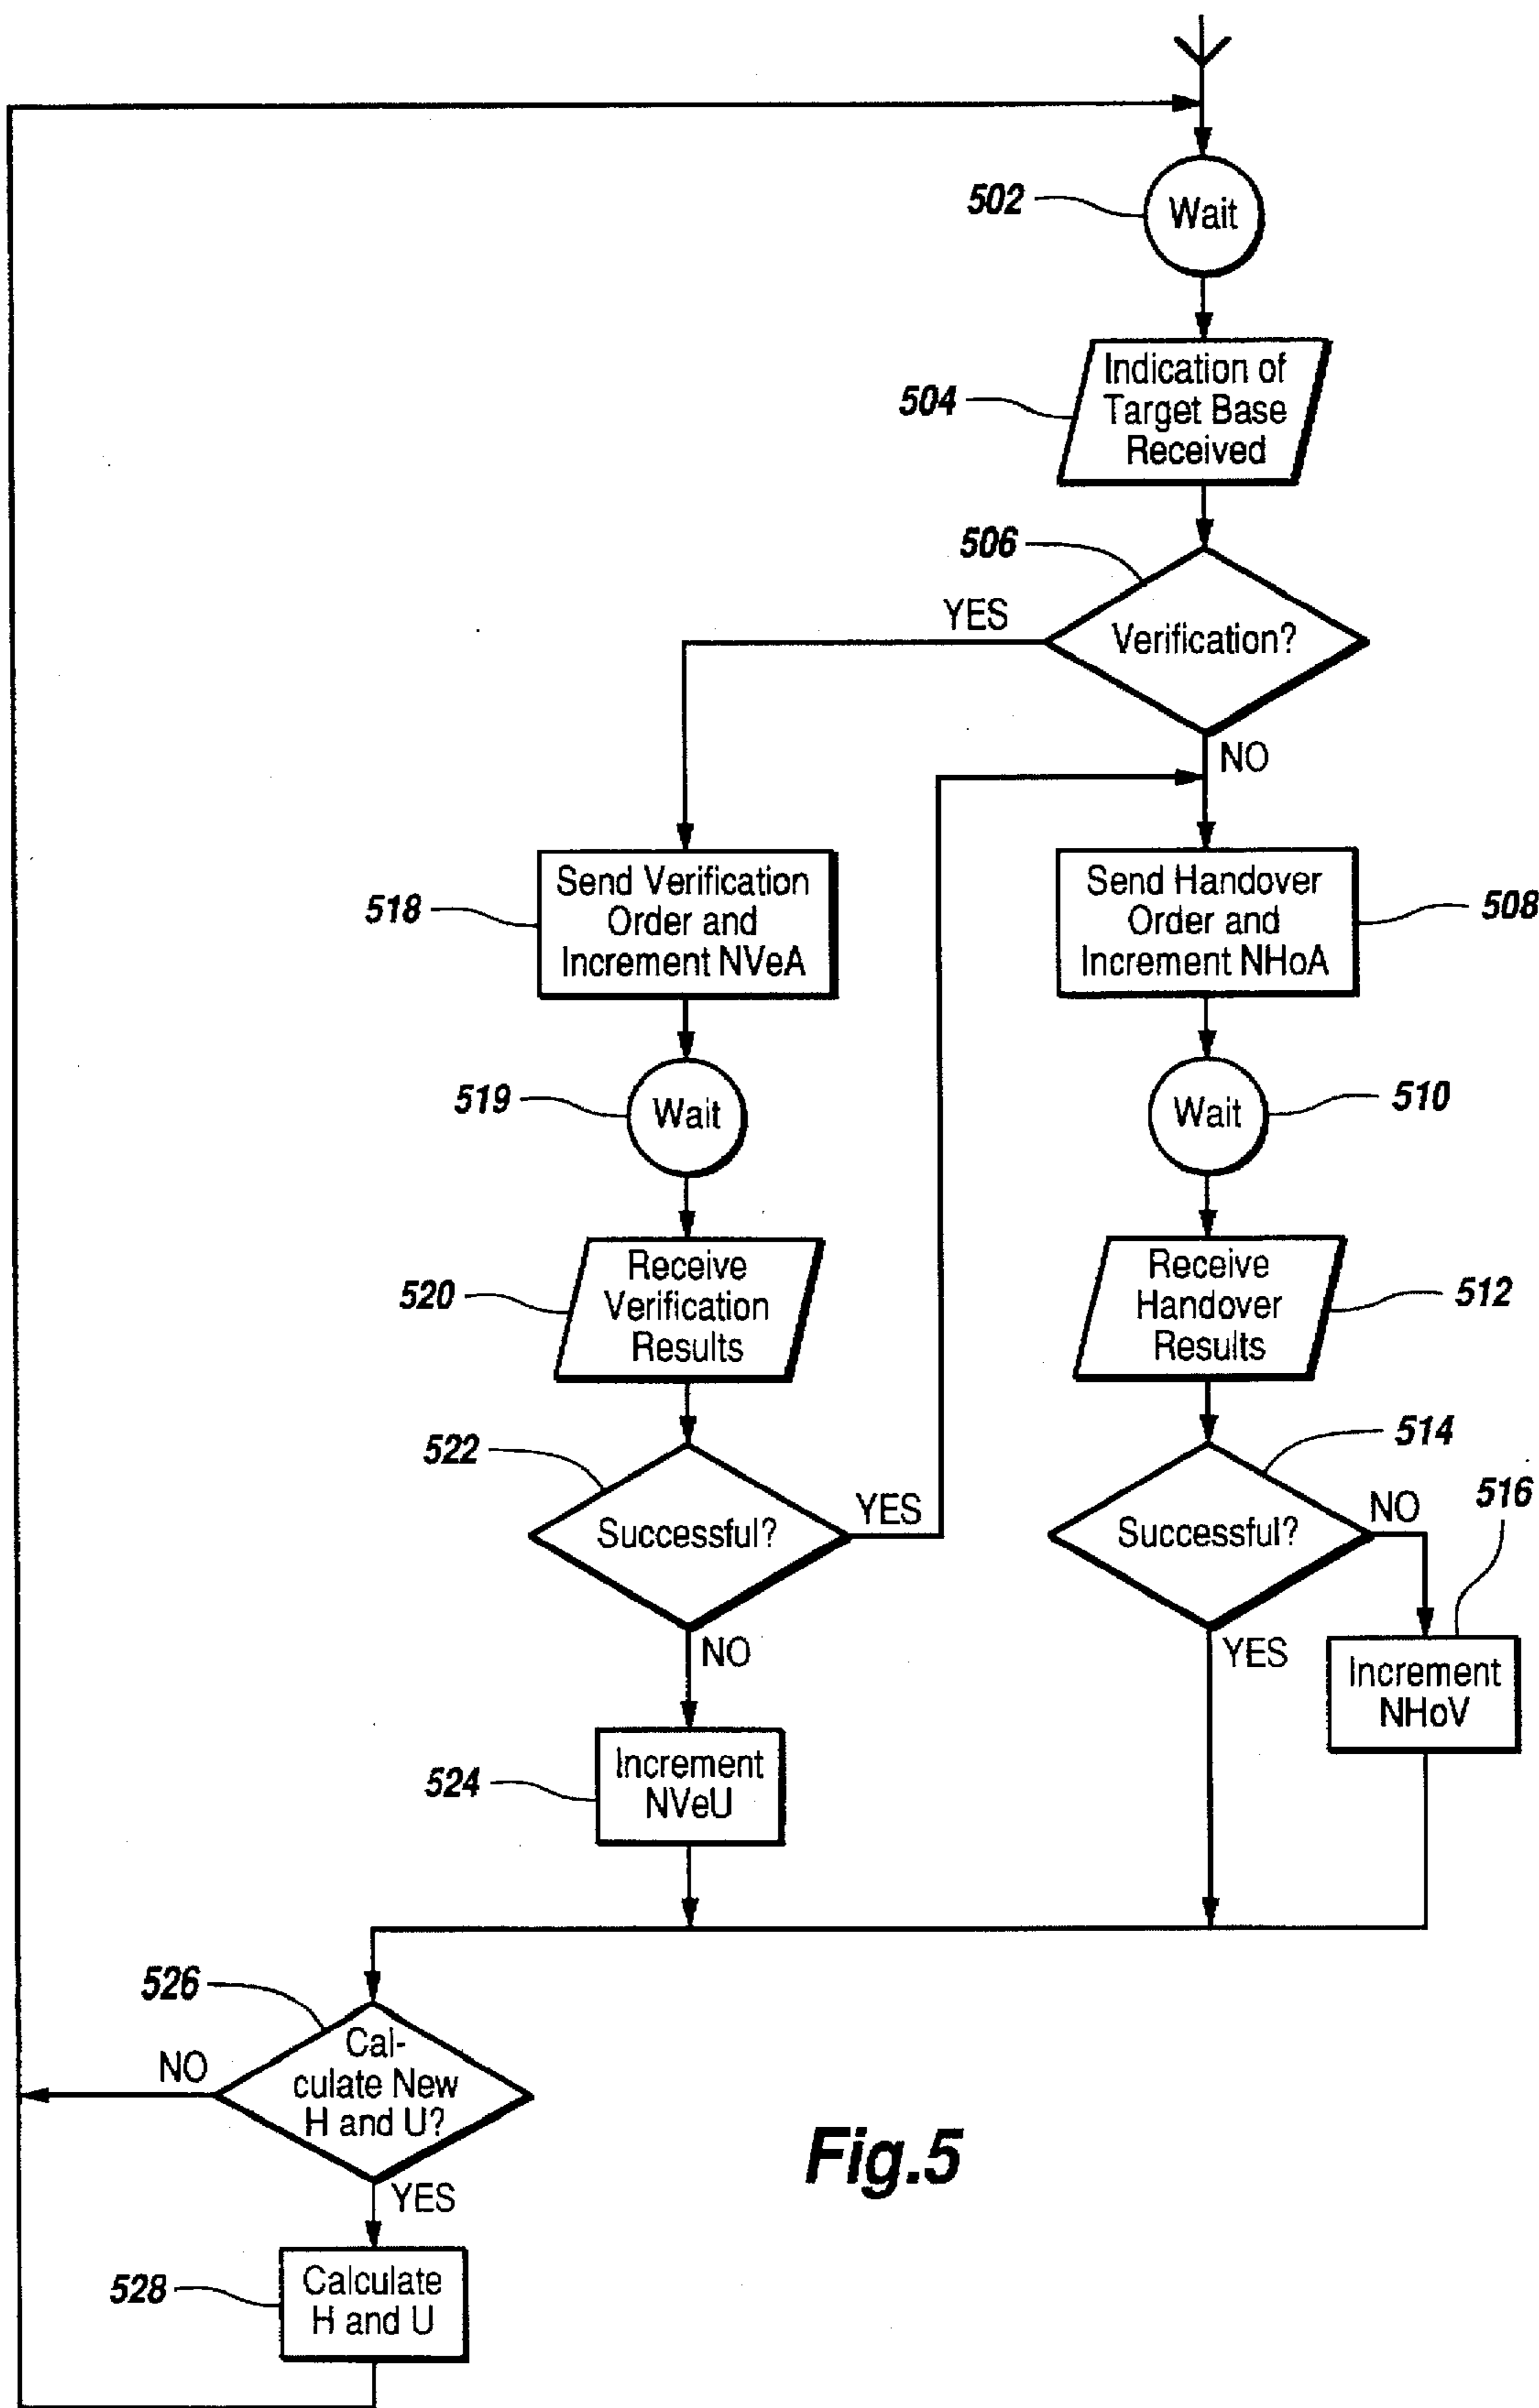 502
Wait
504
Indication of
Target Base
Received
506
YES
Verification?
NO
518
Send Verification
Order and
Increment NVeA
Send Handover
Order and
Increment NHoA
508
519
Wait
Wait
510
520
Receive
Verification
Results
Receive
Handover
Results
512
522
Successful?
YES
NO
514
Successful?
NO
516
YES
Increment
NHoV
524
Increment
NVeU
526
Cal-
culate New
H and U?
NO
YES
528
Calculate
H and U
Fig.5